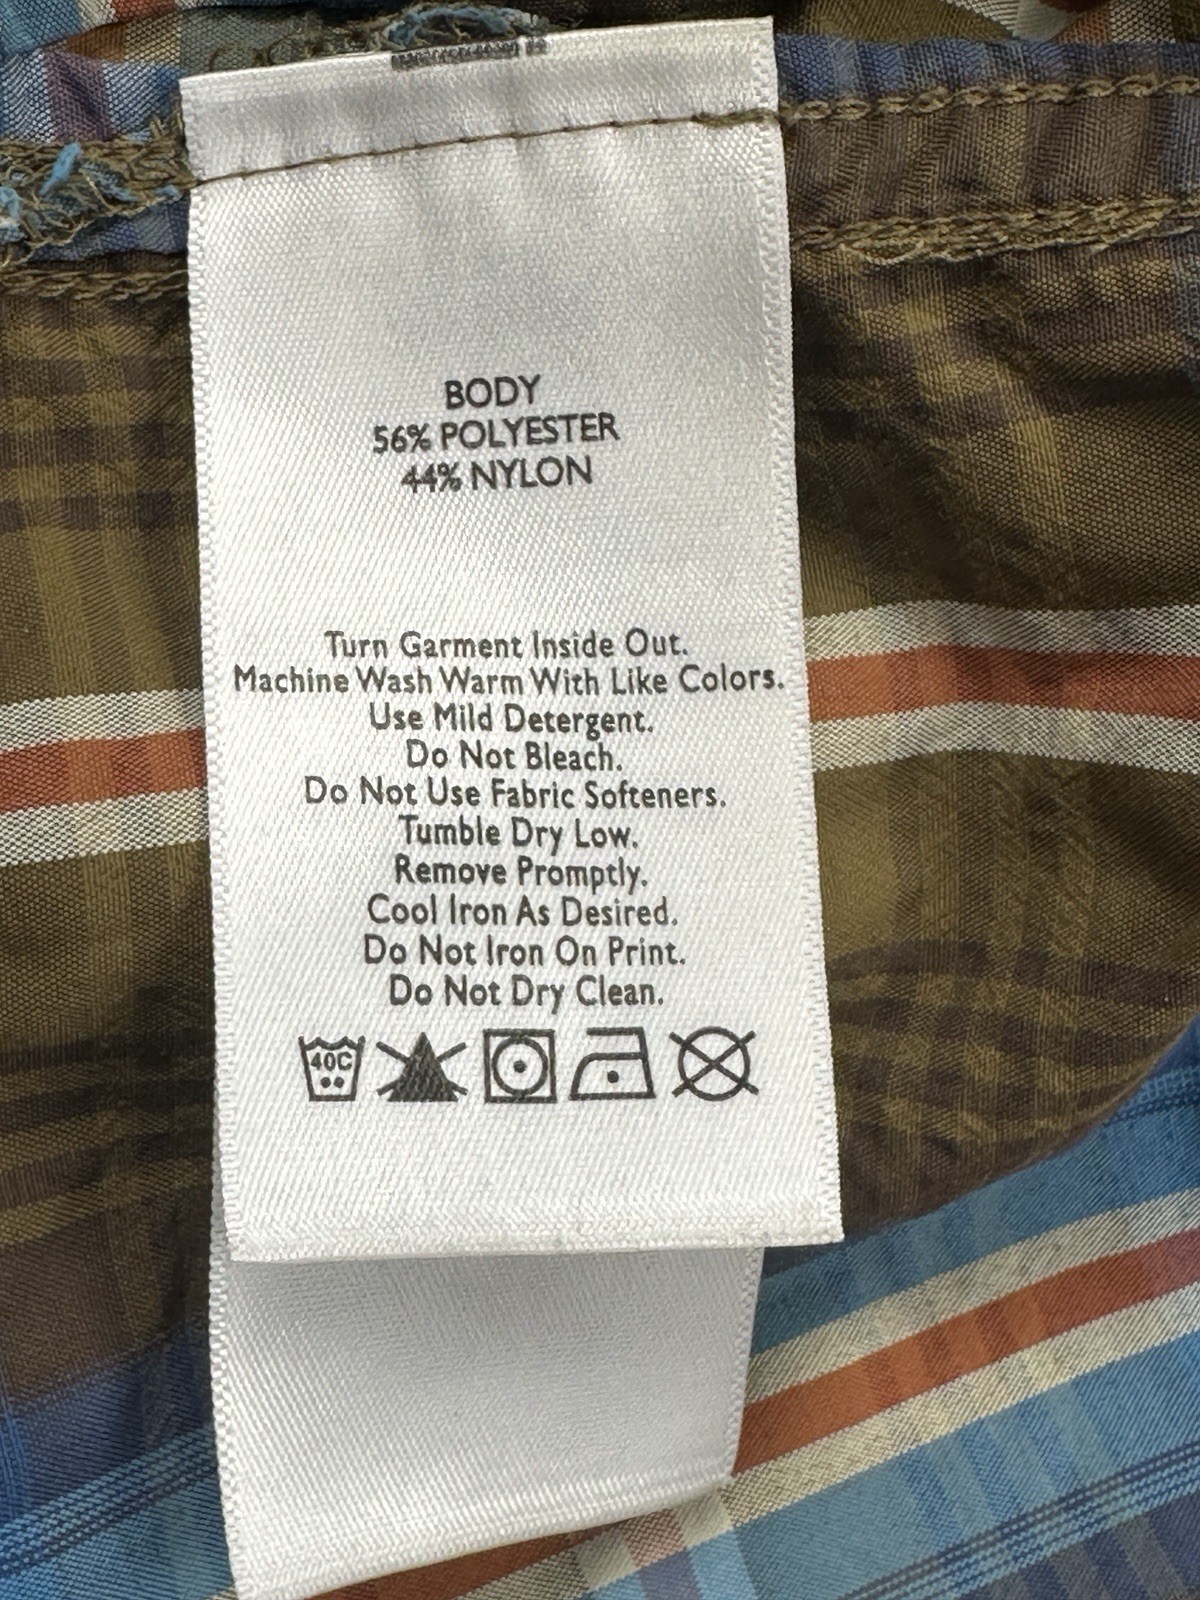 BODY
56% POLYESTER
44% NYLON
Turn Garment Inside Out.
Machine Wash Warm With Like Colors.
Use Mild Detergent.
Do Not Bleach.
Do Not Use Fabric Softeners.
Tumble Dry Low.
Remove Promptly.
Cool Iron As Desired.
Do Not Iron On Print.
Do Not Dry Clean.
40C